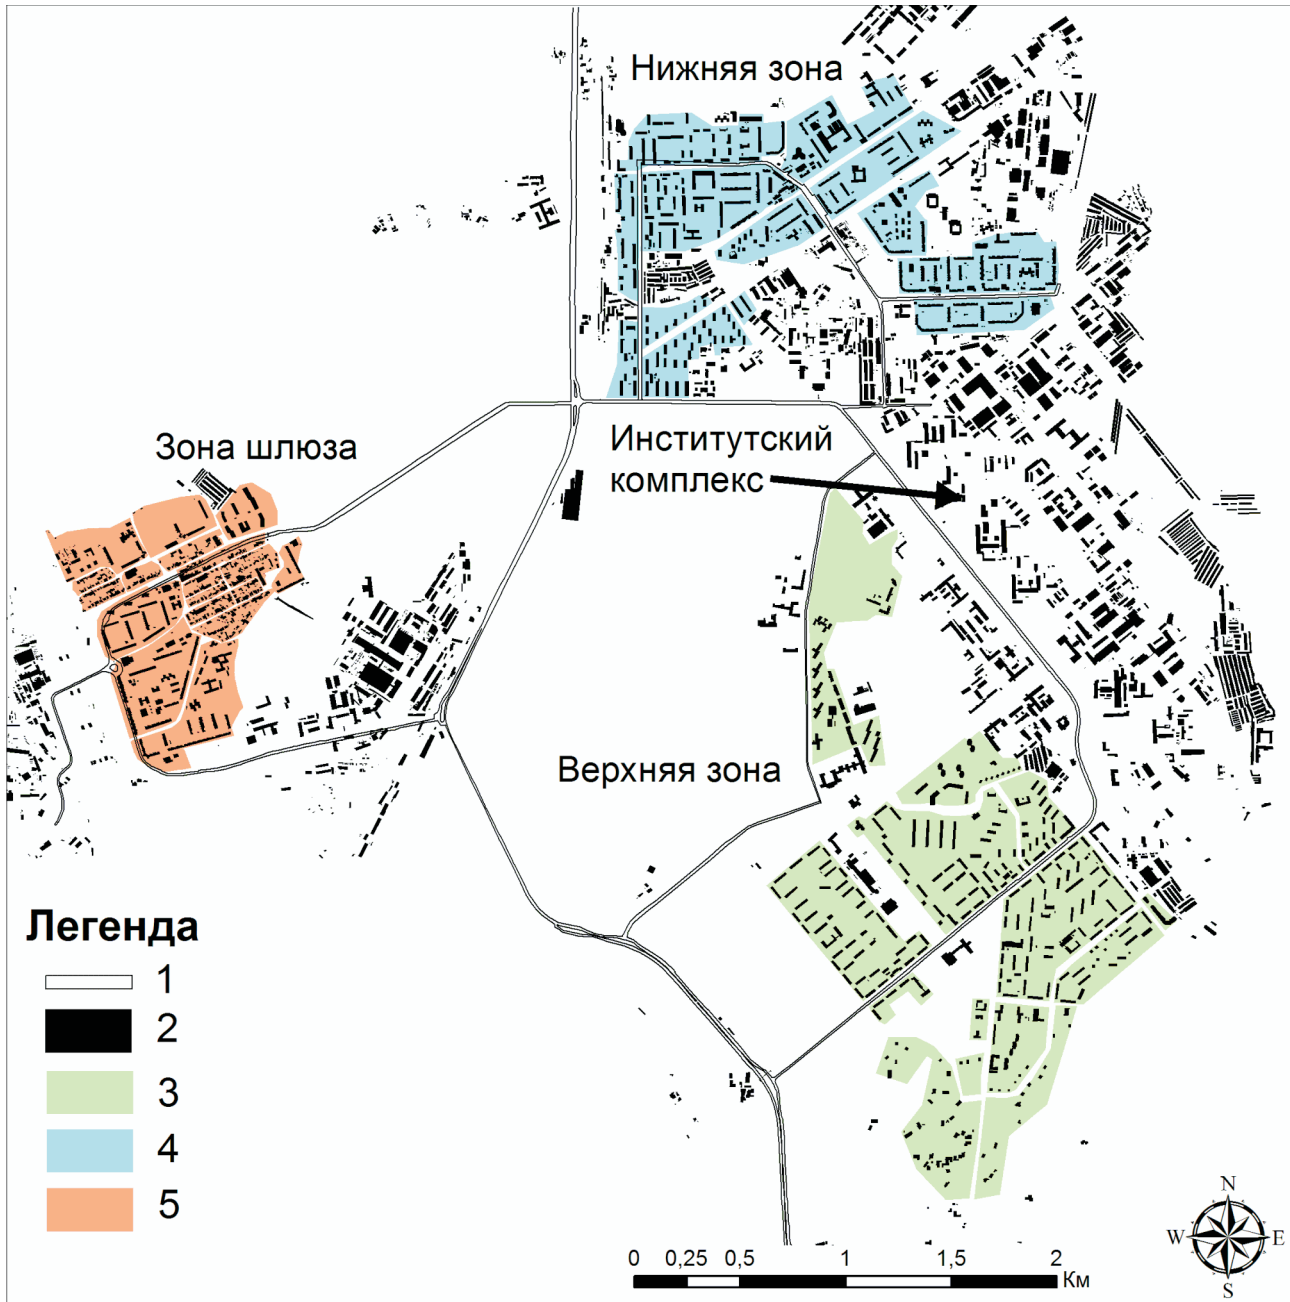 Нижняя зона
Зона шлюза
Институтский
комплекс
Верхняя зона
Легенда
1
2
3
4
5
N
W E
S
0 0,25 0,5 1 1,5 2
Км